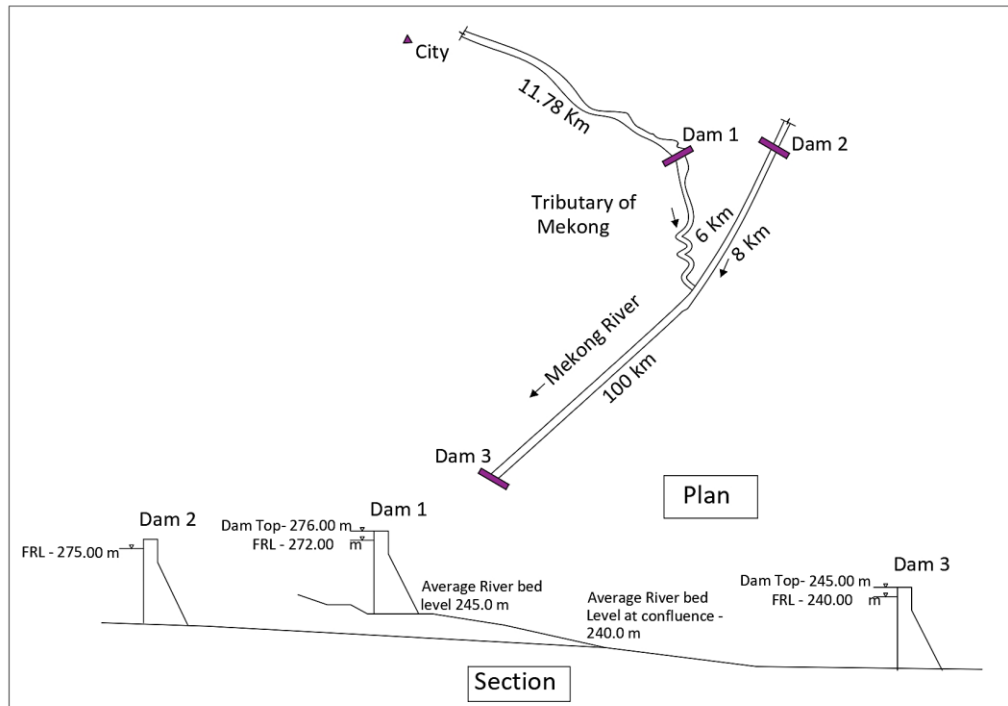 City
11.78 Km
Dam 1
Dam 2
Tributary of
Mekong
6 Km
8 Km
Mekong River
100 km
Dam 3
Plan
Dam 2
FRL - 275.00 m
Dam 1
Dam Top- 276.00 m
FRL - 272.00 m
Average River bed
level 245.0 m
Average River bed
Level at confluence -
240.0 m
Dam 3
Dam Top- 245.00 m
FRL - 240.00 m
Section